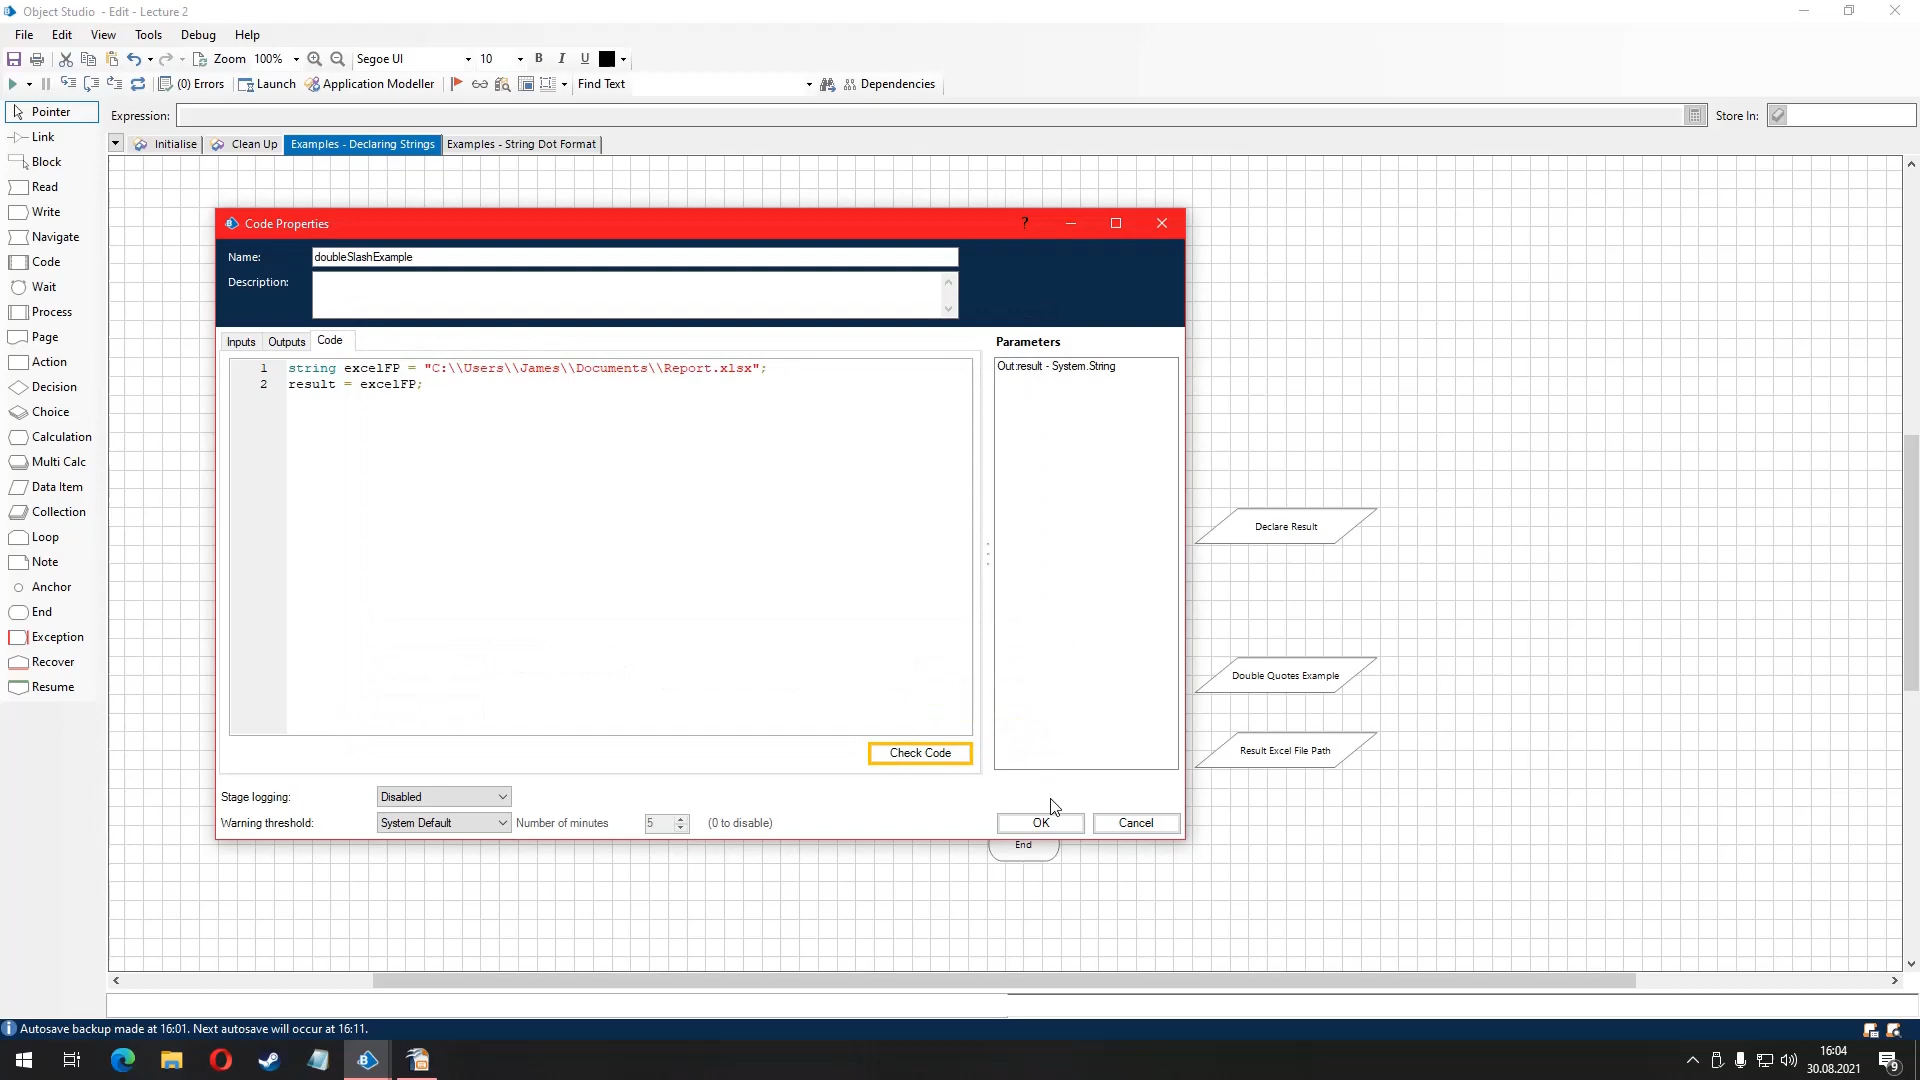 Object Studio - Edit - Lecture 2
File Edit View Tools Debug Help
Zoom 100% Segoe UI 10 B I U
(0) Errors Launch Application Modeller Find Text Dependencies
Pointer
Expression: Store In:
Link
Initialise Clean Up Examples - Declaring Strings Examples - String Dot Format
Block
Read
Write
Navigate
Code
Wait
Process
Page
Action
Decision
Choice
Calculation
Multi Calc
Data Item
Collection
Loop
Note
Anchor
End
Exception
Recover
Resume
Code Properties ?
Name: doubleSlashExample
Description:
Inputs Outputs Code
Parameters
1 string excelFP = "C:\\Users\\James\\Documents\\Report.xlsx";
2 result = excelFP;
Out:result - System.String
Check Code
Stage logging: Disabled
Warning threshold: System Default Number of minutes 5 (0 to disable)
OK Cancel
Declare Result
Double Quotes Example
Result Excel File Path
End
Autosave backup made at 16:01. Next autosave will occur at 16:11.
16:04
30.08.2021
9